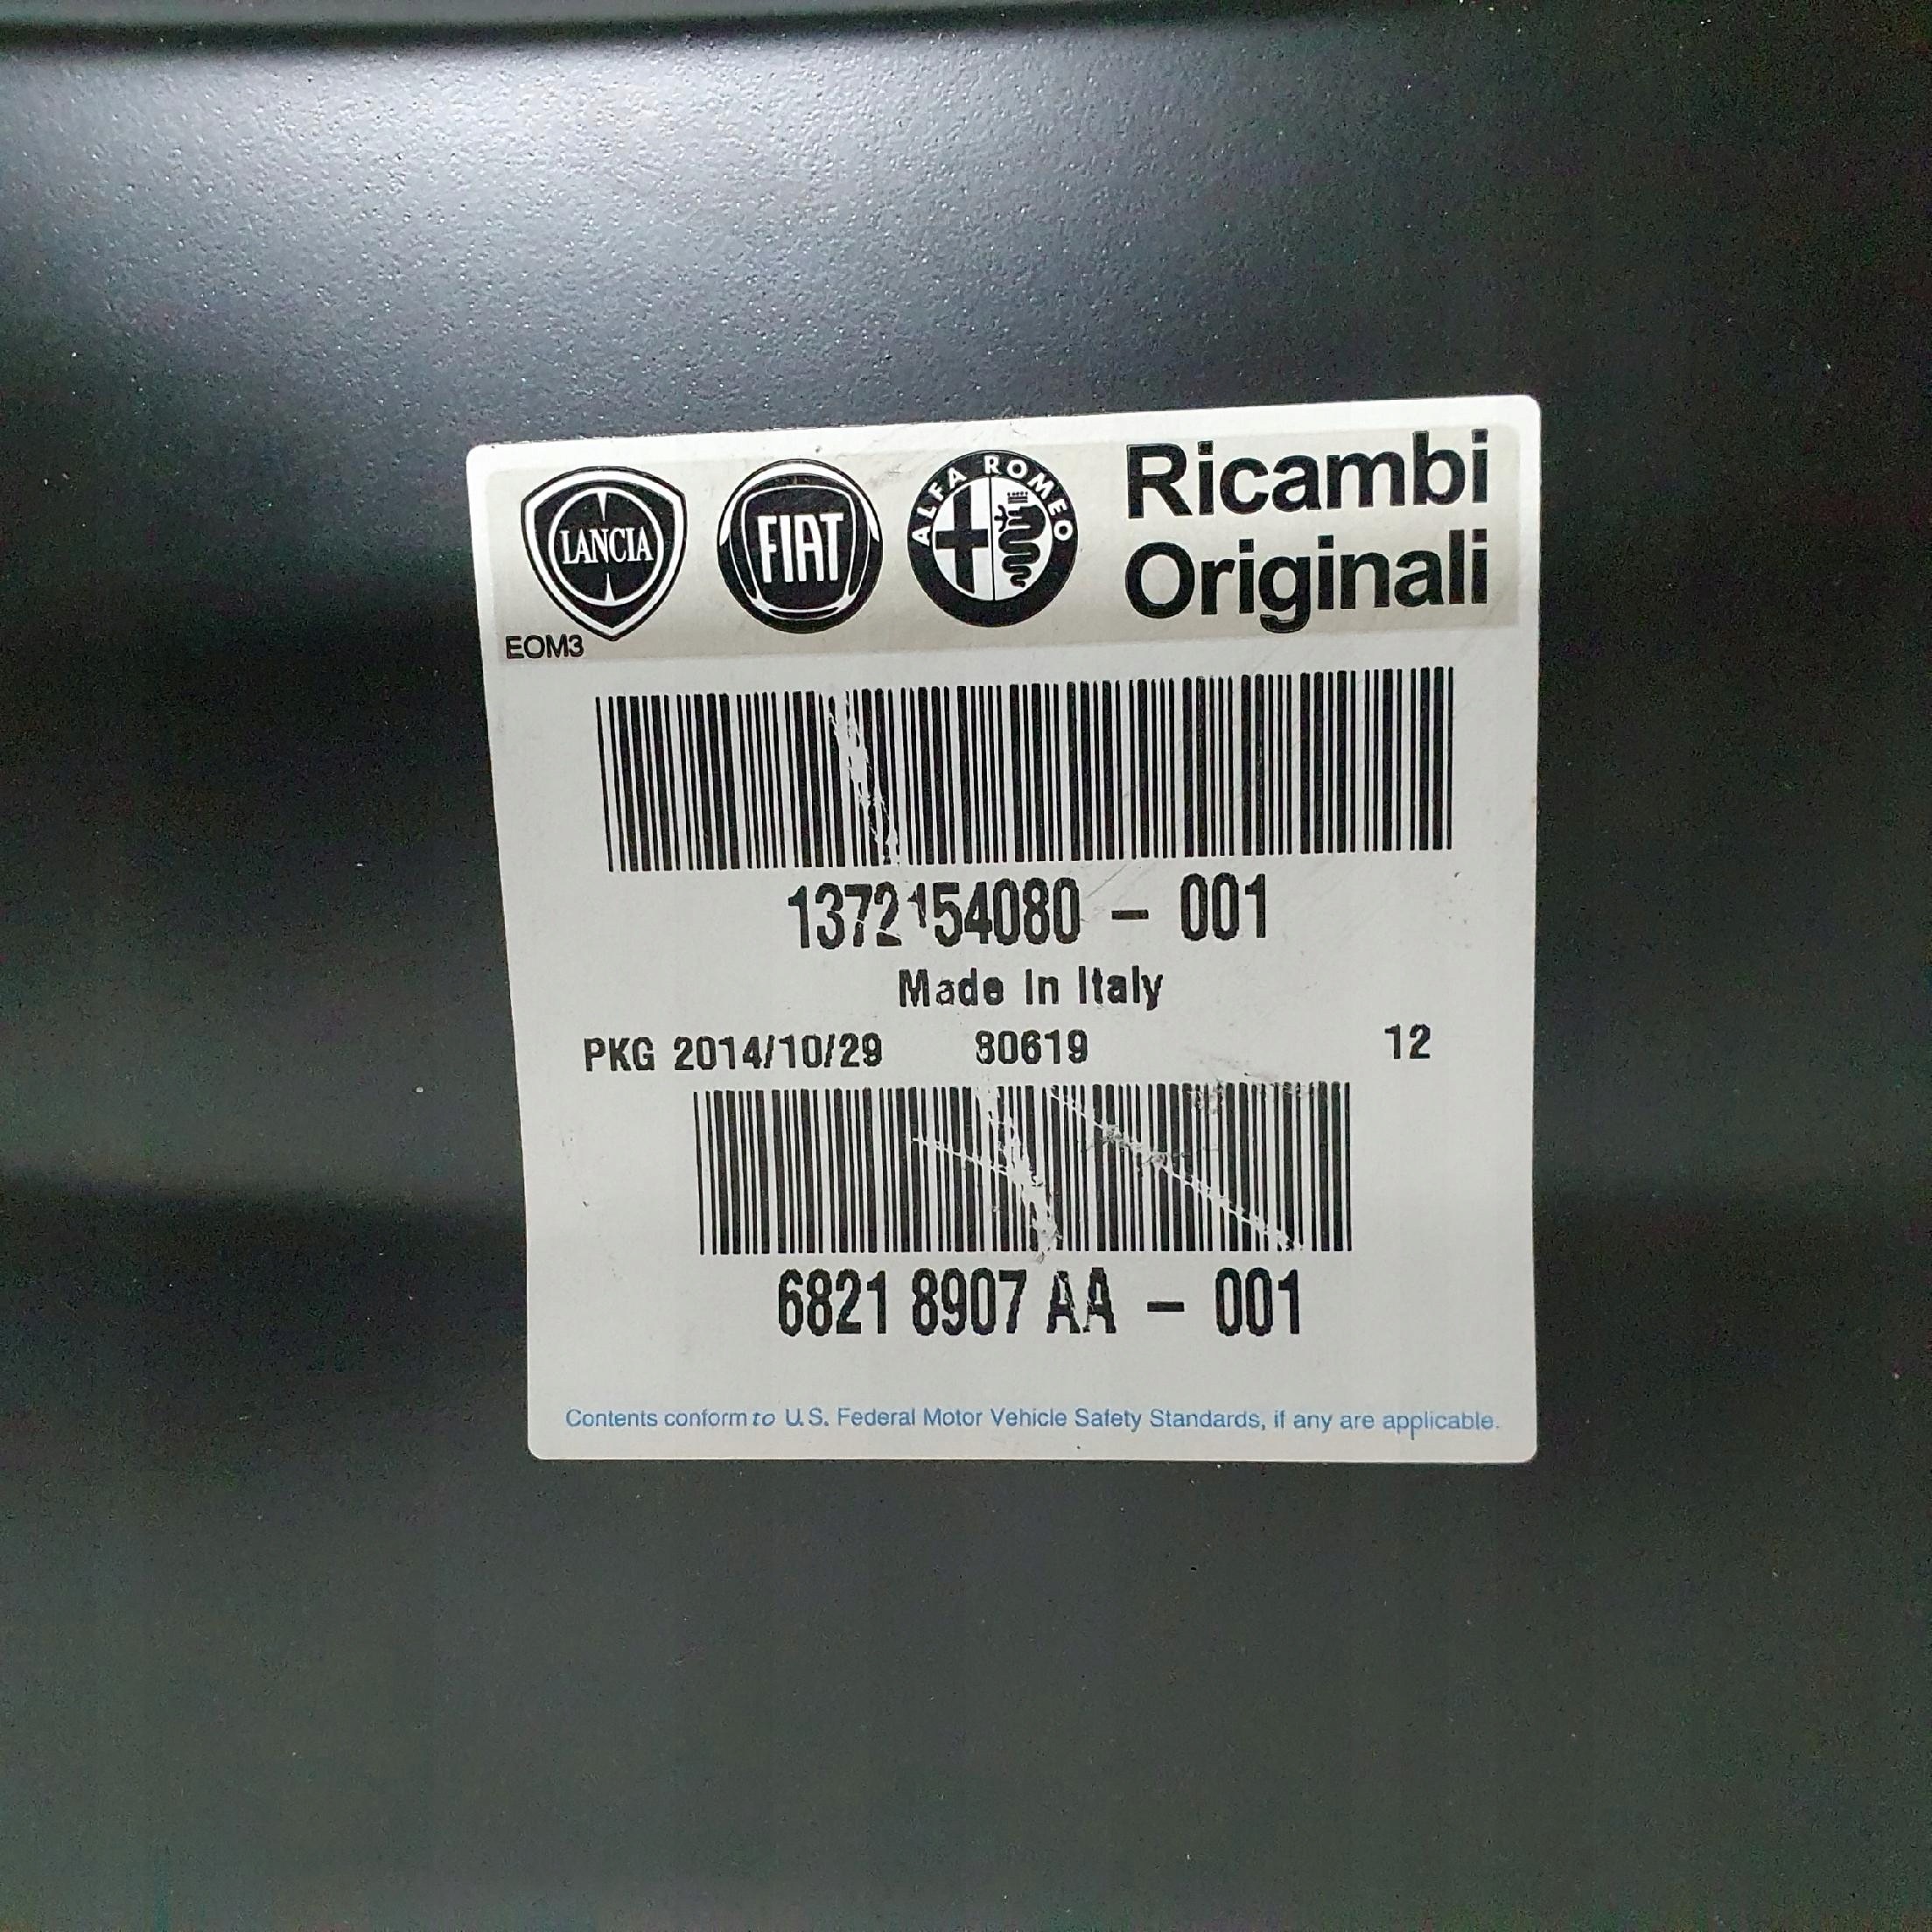 LANCIA FIAT ALFA ROMEO Ricambi
Originali
EOM3
1372154080 - 001
Made In Italy
PKG 2014/10/29 80619 12
6821 8907 AA - 001
Contents conform to U.S. Federal Motor Vehicle Safety Standards, if any are applicable.